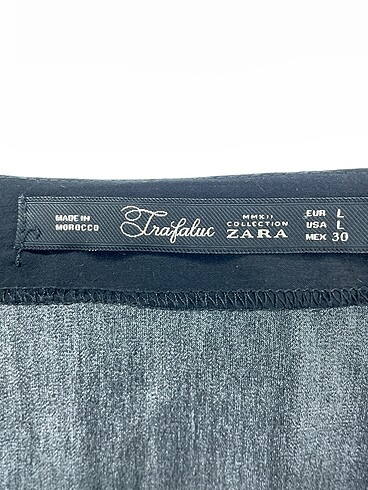 MADE IN
MOROCCO
Trafaluc
MMXII
COLLECTION
ZARA
EUR L
USA L
MEX 30